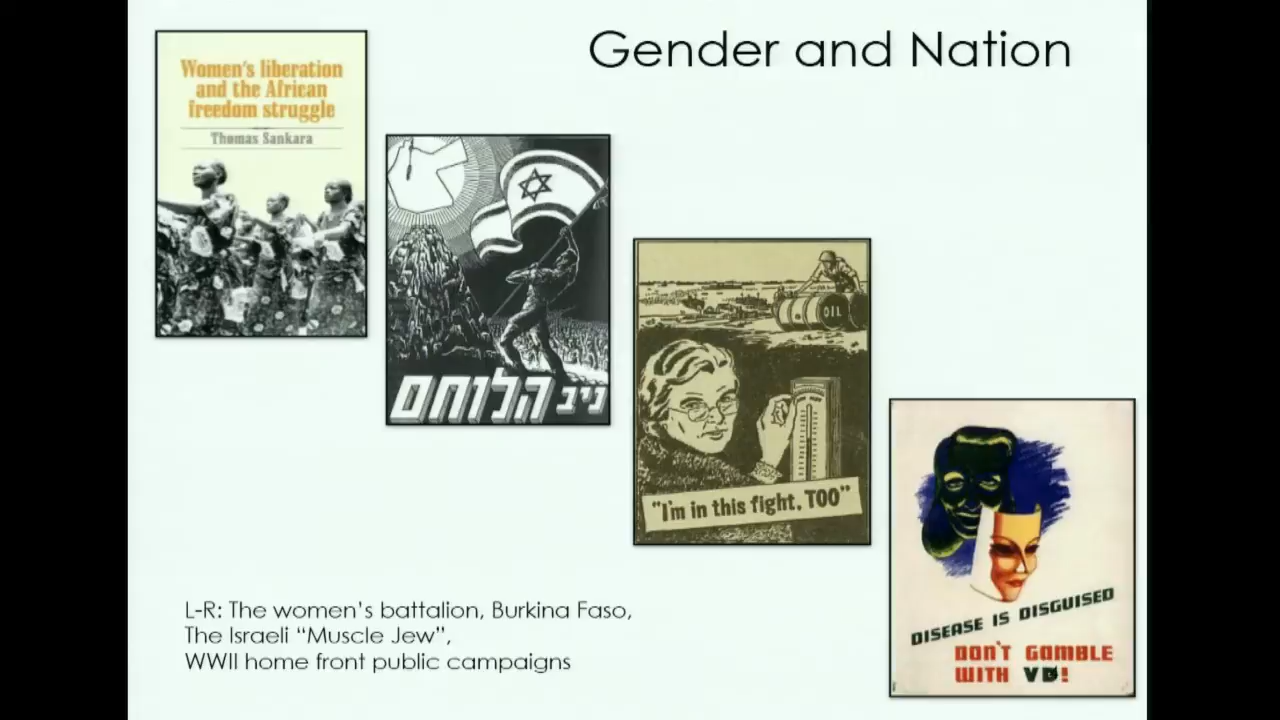 Gender and Nation
Women's liberation
and the African
freedom struggle
Thomas Sankara
ניב הלוחם
OIL
"I'm in this fight, TOO"
DISEASE IS DISGUISED
DON'T GAMBLE
WITH VD!
L-R: The women's battalion, Burkina Faso,
The Israeli "Muscle Jew",
WWII home front public campaigns